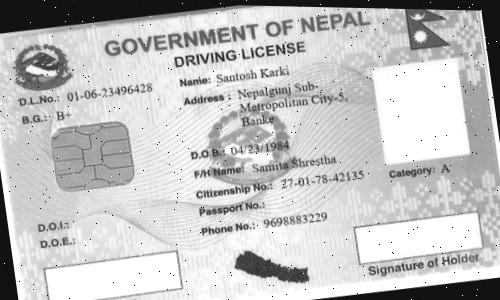 GOVERNMENT OF NEPAL
DRIVING LICENSE
D.L.No.: 01-06-23496428
B.G.: B+
Name: Santosh Karki
Address : Nepalgunj Sub-
Metropolitan City-5,
Banke
D.O.B.: 04/23/1984
F/H Name: Samita Shrestha
Citizenship No.: 27-01-78-42135
Category: A
Passport No.:
Phone No.: 9698883229
D.O.I.:
D.O.E.:
Signature of Holder